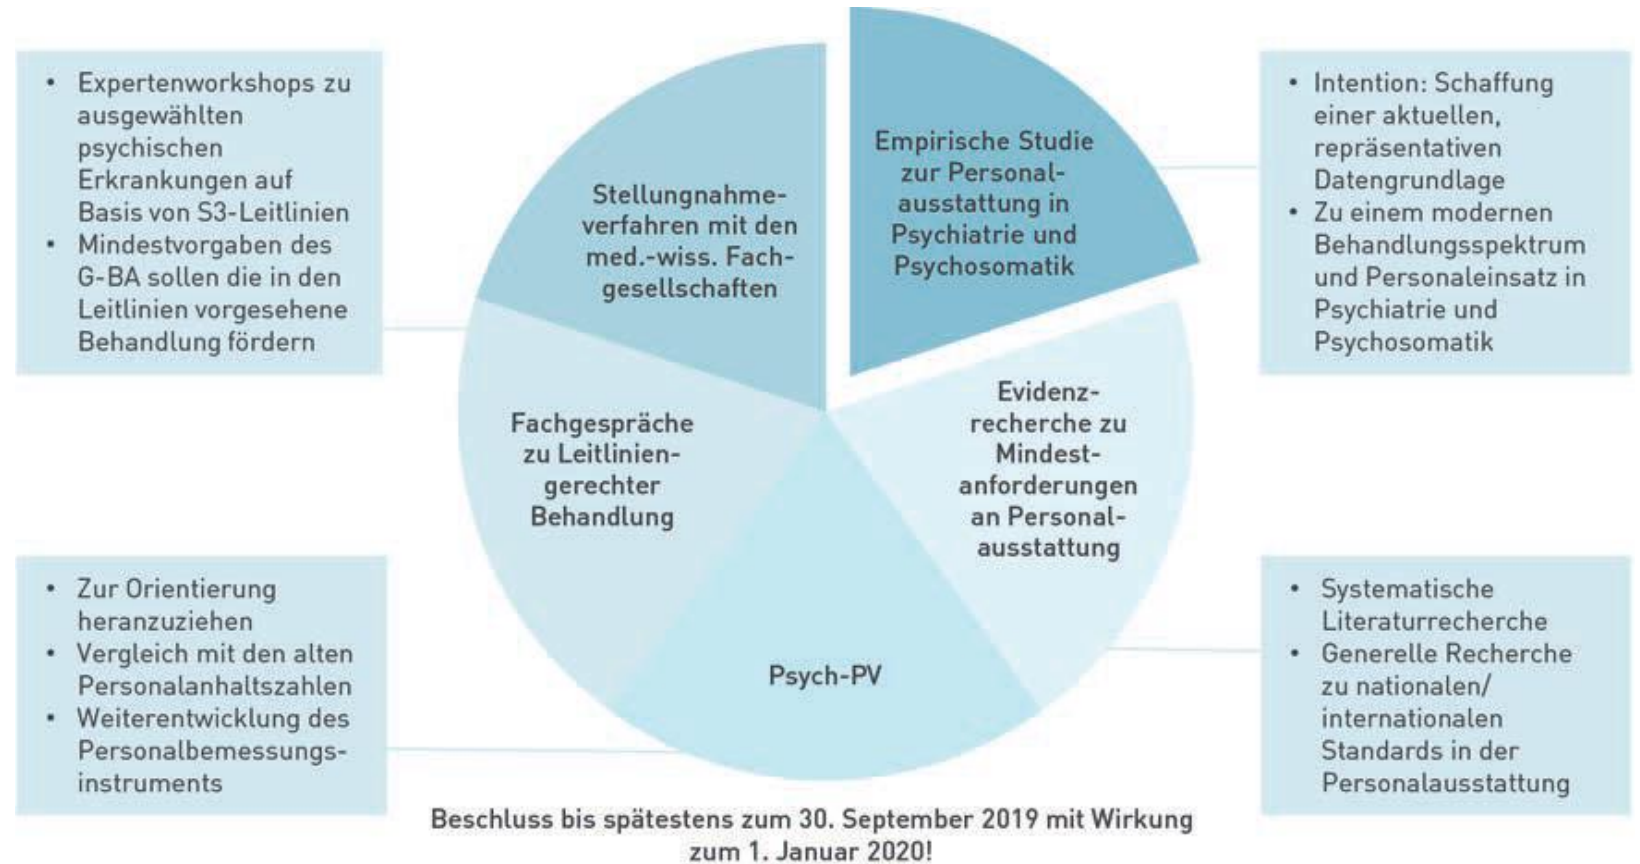 • Expertenworkshops zu
ausgewählten
psychischen
Erkrankungen auf
Basis von S3-Leitlinien
• Mindestvorgaben des
G-BA sollen die in den
Leitlinien vorgesehene
Behandlung fördern
Stellungnahme-
verfahren mit den
med.-wiss. Fach-
gesellschaften
Empirische Studie
zur Personal-
ausstattung in
Psychiatrie und
Psychosomatik
• Intention: Schaffung
einer aktuellen,
repräsentativen
Datengrundlage
• Zu einem modernen
Behandlungsspektrum
und Personaleinsatz in
Psychiatrie und
Psychosomatik
Fachgespräche
zu Leitlinien-
gerechter
Behandlung
Evidenz-
recherche zu
Mindest-
anforderungen
an Personal-
ausstattung
• Zur Orientierung
heranzuziehen
• Vergleich mit den alten
Personalanhaltszahlen
• Weiterentwicklung des
Personalbemessungs-
instruments
Psych-PV
• Systematische
Literaturrecherche
• Generelle Recherche
zu nationalen/
internationalen
Standards in der
Personalausstattung
Beschluss bis spätestens zum 30. September 2019 mit Wirkung
zum 1. Januar 2020!